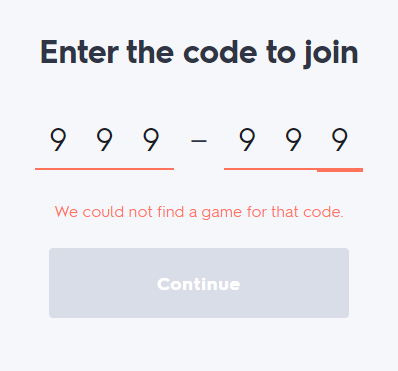 Enter the code to join
9 9 9 – 9 9 9
We could not find a game for that code.
Continue